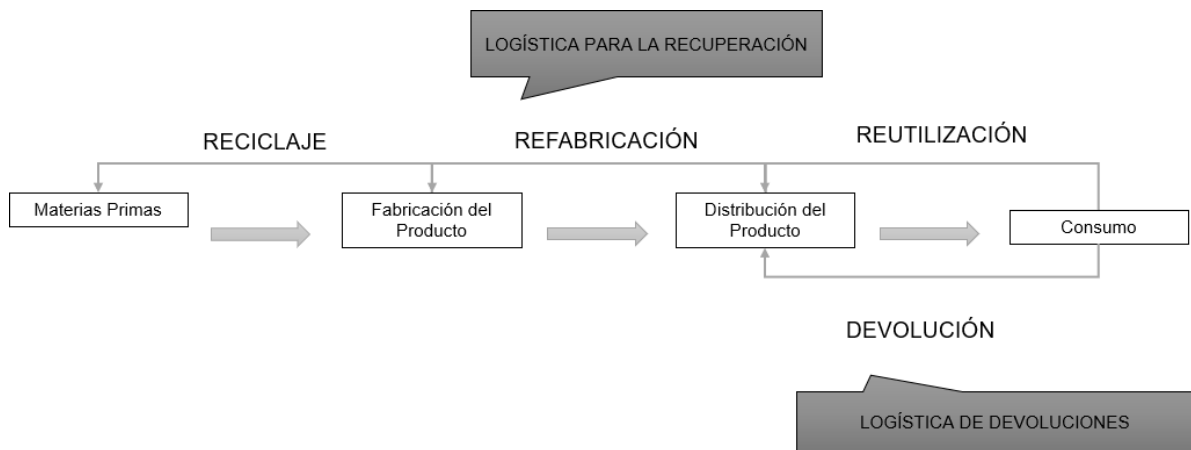 LOGÍSTICA PARA LA RECUPERACIÓN
RECICLAJE
REFABRICACIÓN
REUTILIZACIÓN
Materias Primas
Fabricación del
Producto
Distribución del
Producto
Consumo
DEVOLUCIÓN
LOGÍSTICA DE DEVOLUCIONES